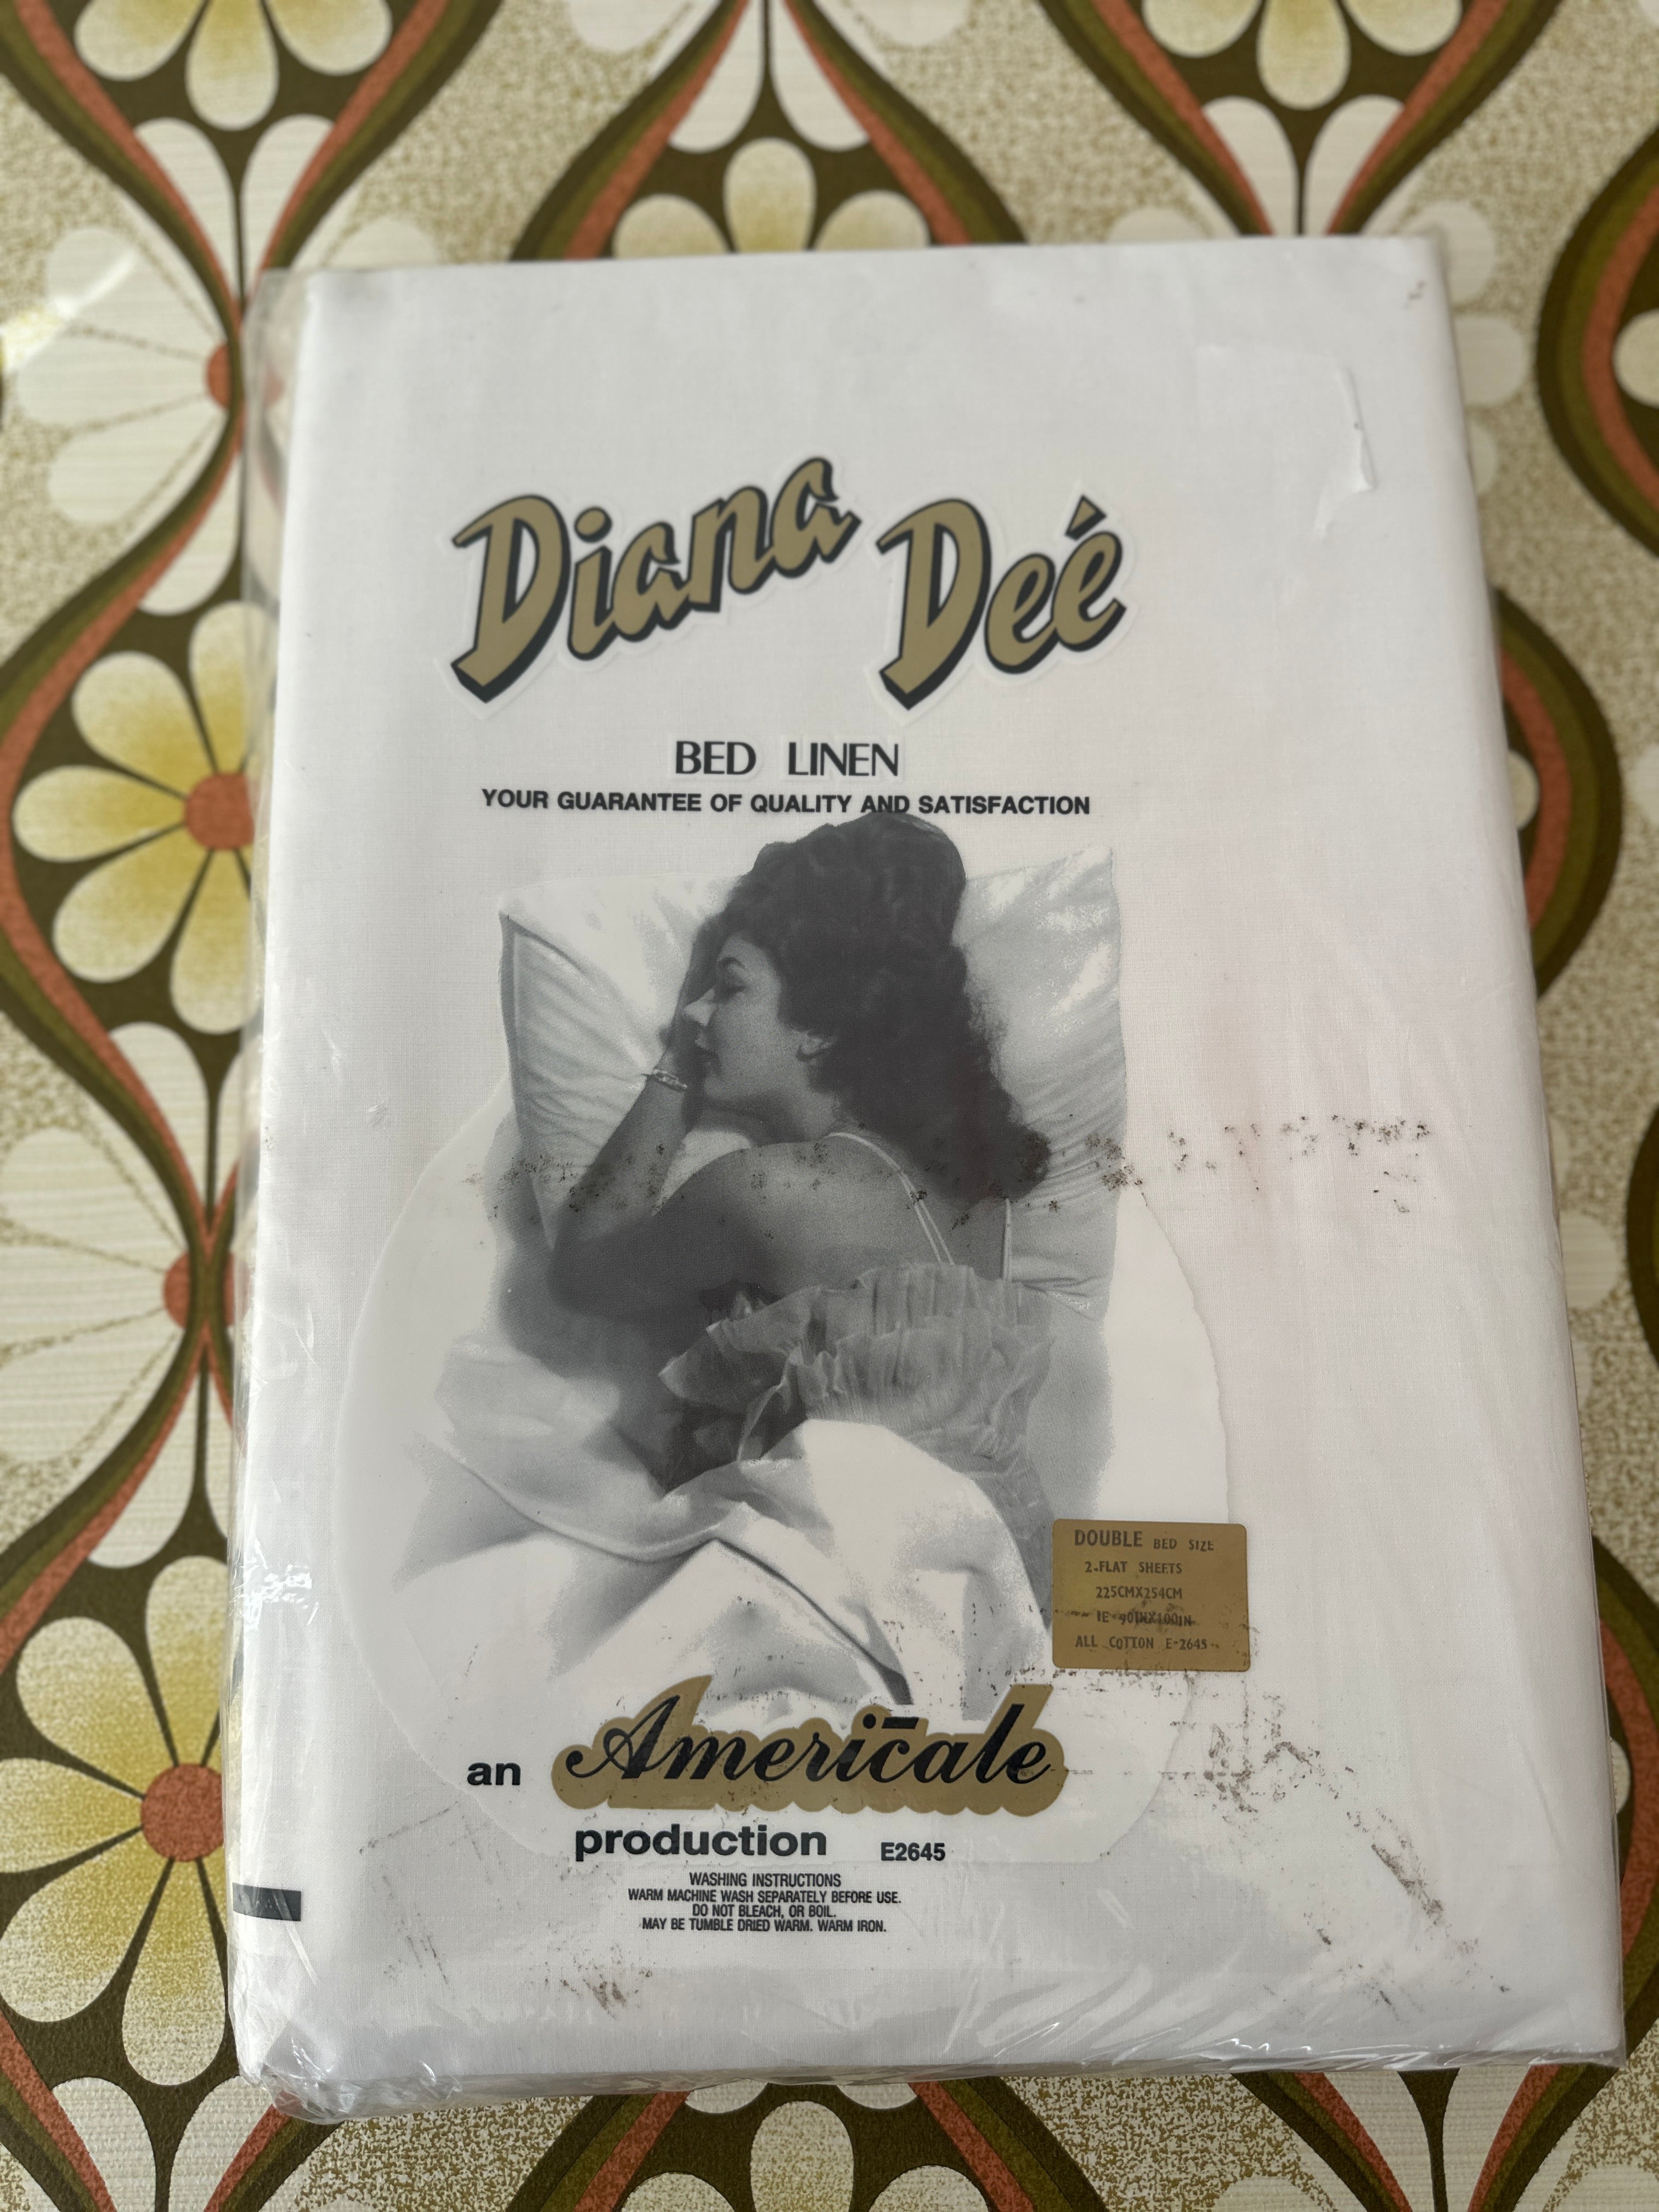 Diana Deé
BED LINEN
YOUR GUARANTEE OF QUALITY AND SATISFACTION
DOUBLE BED SIZE
2-FLAT SHEETS
225CMX254CM
IE 90INX100IN
ALL COTTON E-2645
an Americale
production E2645
WASHING INSTRUCTIONS
WARM MACHINE WASH SEPARATELY BEFORE USE.
DO NOT BLEACH, OR BOIL.
MAY BE TUMBLE DRIED WARM. WARM IRON.